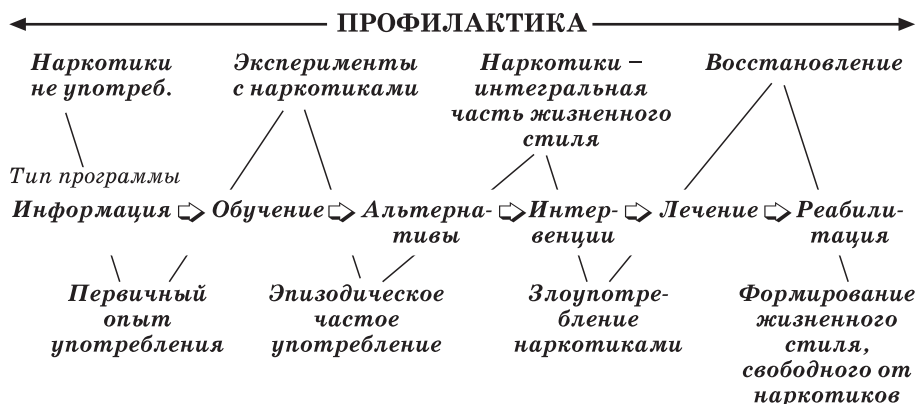 ПРОФИЛАКТИКА
Наркотики
не употреб.
Эксперименты
с наркотиками
Наркотики –
интегральная
часть жизненного
стиля
Восстановление
Тип программы
Информация
Обучение
Альтерна-
тивы
Интер-
венции
Лечение
Реабили-
тация
Первичный
опыт
употребления
Эпизодическое
частое
употребление
Злоупотре-
бление
наркотиками
Формирование
жизненного
стиля,
свободного от
наркотиков